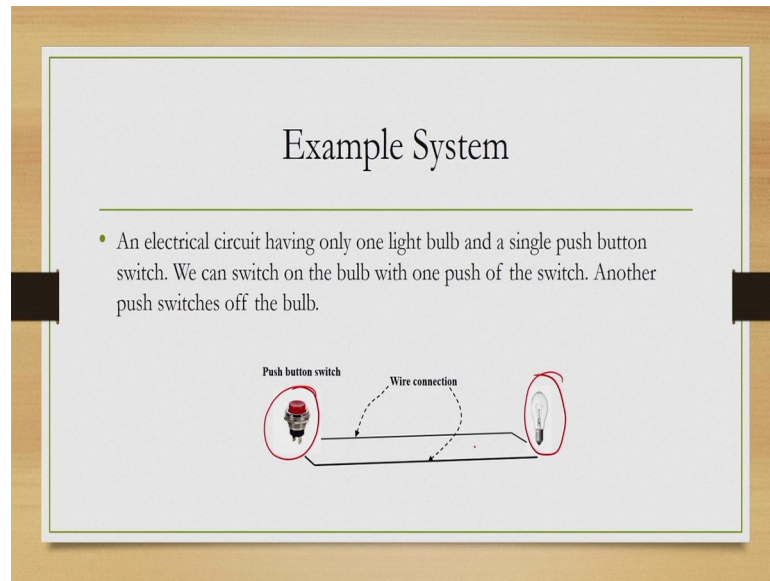 Example System
• An electrical circuit having only one light bulb and a single push button
switch. We can switch on the bulb with one push of the switch. Another
push switches off the bulb.
Push button switch
Wire connection